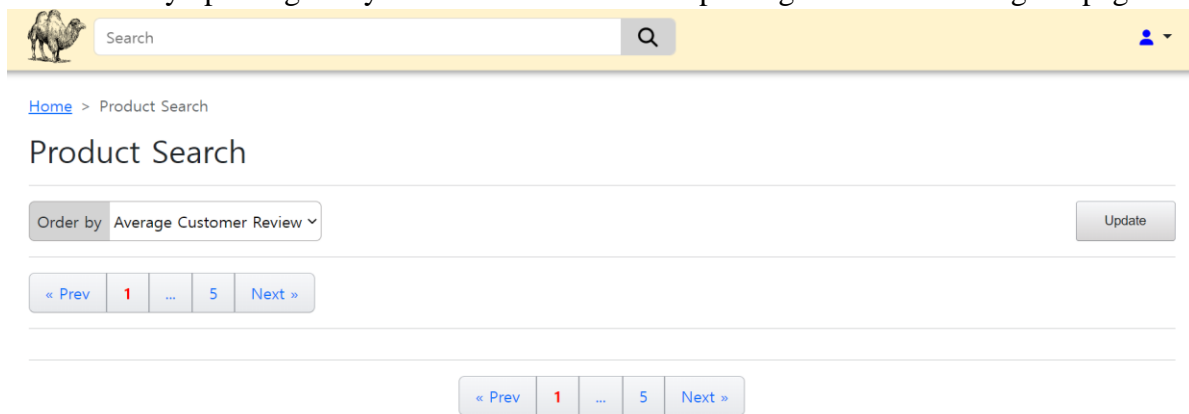 Search
Home > Product Search
Product Search
Order by Average Customer Review
Update
« Prev 1 ... 5 Next »
« Prev 1 ... 5 Next »